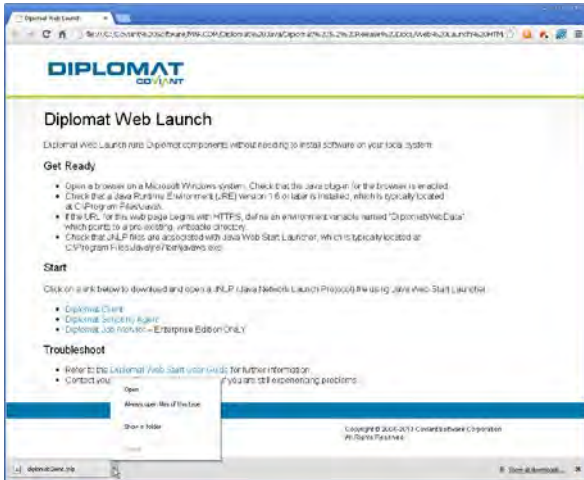 Diplomat Web Launch
DIPLOMAT
COVIANT
Diplomat Web Launch
Diplomat Web Launch runs Diplomat components without needing to install software on your local system.
Get Ready
Open a browser on a Microsoft Windows system. Check that the Java plug-in for the browser is enabled.
Check that a Java Runtime Environment (JRE) version 1.6 or later is installed, which is typically located
at C:\Program Files\Java\.
If the URL for this web page begins with HTTPS, define an environment variable named "DiplomatWebData"
which points to a pre-existing, writeable directory.
Check that JNLP files are associated with Java Web Start Launcher, which is typically located at
C:\Program Files\Java\jre7\bin\javaws.exe.
Start
Click on a link below to download and open a JNLP (Java Network Launch Protocol) file using Java Web Start Launcher.
Diplomat Client
Diplomat Scripting Agent
Diplomat Job Monitor – Enterprise Edition ONLY
Troubleshoot
Refer to the Diplomat Web Start User Guide for further information.
Contact you
if you are still experiencing problems.
Open
Always open files of this type
Show in folder
Cancel
Copyright © 2004-2013 Coviant Software Corporation
All Rights Reserved.
diplomatClient.jnlp
Show all downloads...